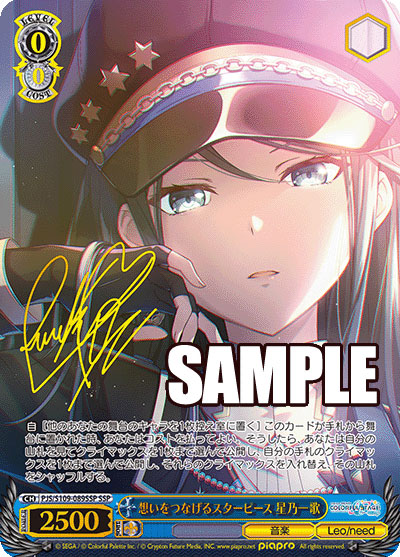 LEVEL
0
0
COST
SAMPLE
自 [他のあなたの舞台のキャラを1枚控え室に置く] このカードが手札から舞
台に置かれた時、あなたはコストを払ってよい。そうしたら、あなたは自分の
山札を見てクライマックスを1枚まで選んで公開し、自分の手札のクライマッ
クスを1枚まで選んで公開し、それらのクライマックスを入れ替え、その山札
をシャッフルする。
CH PJS/S109-089SSP SSP
想いをつなげるスターピース 星乃一歌
POWER
2500
SOUL
音楽
Leo/need
© SEGA / © Colorful Palette Inc. / © Crypton Future Media, INC. www.piapro.net piapro All rights reserved.